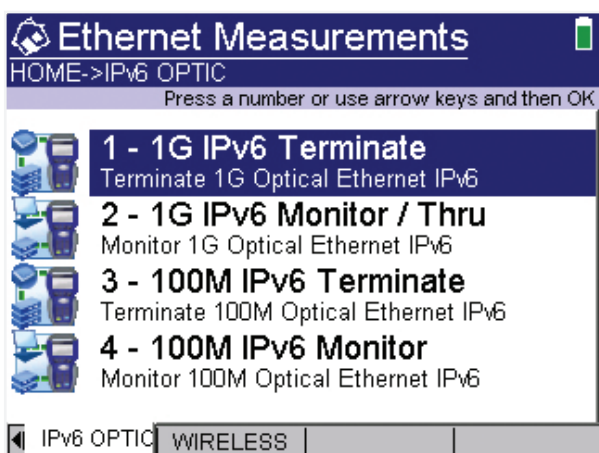 Ethernet Measurements
HOME->IPv6 OPTIC
Press a number or use arrow keys and then OK
1 - 1G IPv6 Terminate
Terminate 1G Optical Ethernet IPv6
2 - 1G IPv6 Monitor / Thru
Monitor 1G Optical Ethernet IPv6
3 - 100M IPv6 Terminate
Terminate 100M Optical Ethernet IPv6
4 - 100M IPv6 Monitor
Monitor 100M Optical Ethernet IPv6
IPv6 OPTIC WIRELESS